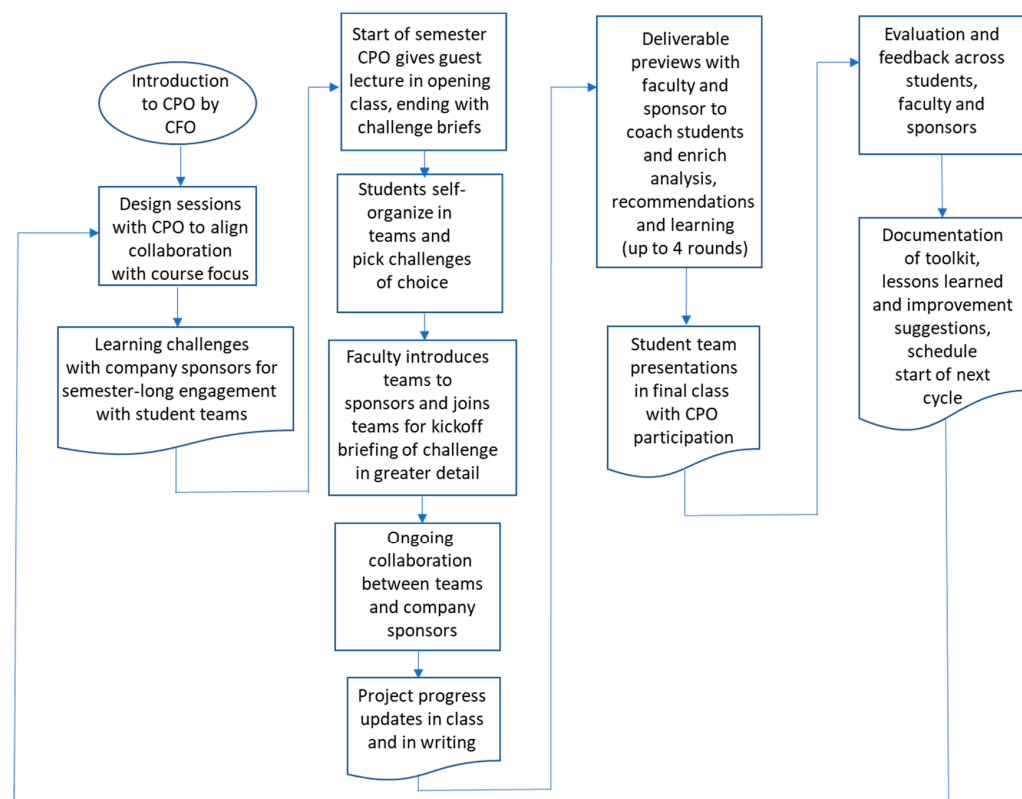 Introduction
to CPO by
CFO
Design sessions
with CPO to align
collaboration
with course focus
Learning challenges
with company sponsors for
semester-long engagement
with student teams
Start of semester
CPO gives guest
lecture in opening
class, ending with
challenge briefs
Students self-
organize in
teams and
pick challenges
of choice
Faculty introduces
teams to
sponsors and joins
teams for kickoff
briefing of challenge
in greater detail
Ongoing
collaboration
between teams
and company
sponsors
Project progress
updates in class
and in writing
Deliverable
previews with
faculty and
sponsor to
coach students
and enrich
analysis,
recommendations
and learning
(up to 4 rounds)
Student team
presentations
in final class
with CPO
participation
Evaluation and
feedback across
students,
faculty and
sponsors
Documentation
of toolkit,
lessons learned
and improvement
suggestions,
schedule
start of next
cycle